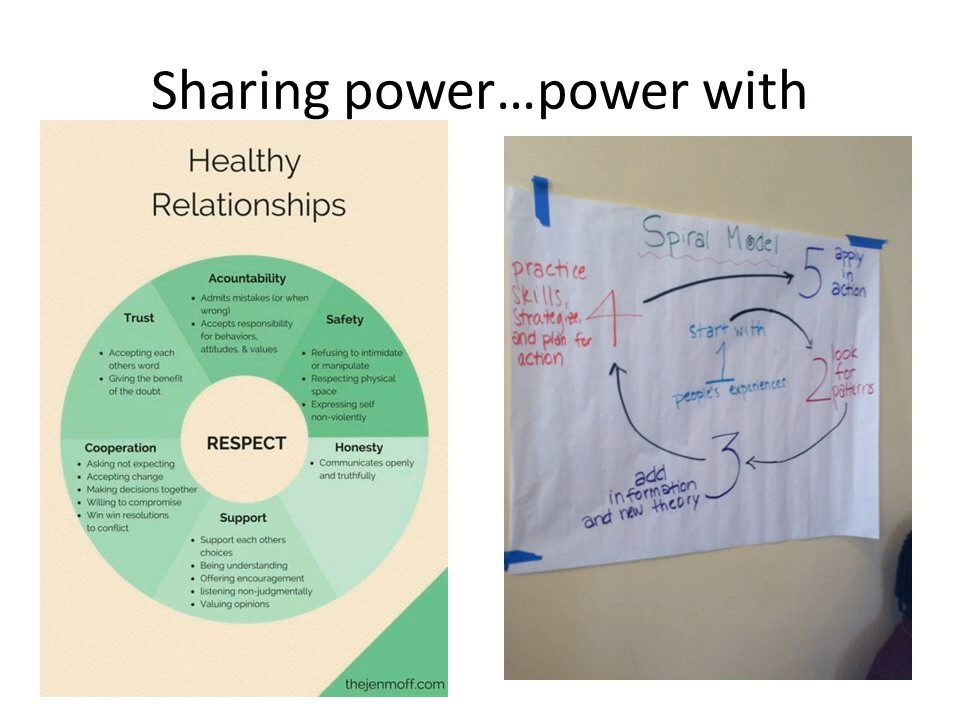 Sharing power…power with
Healthy
Relationships
Acountability
• Admits mistakes (or when
wrong)
• Accepts responsibility
for behaviors,
attitudes, & values
Safety
• Refusing to intimidate
or manipulate
• Respecting physical
space
• Expressing self
non-violently
Honesty
• Communicates openly
and truthfully
Support
• Support each others
choices
• Being understanding
• Offering encouragement
• listening non-judgmentally
• Valuing opinions
Cooperation
• Asking not expecting
• Accepting change
• Making decisions together
• Willing to compromise
• Win win resolutions
to conflict
Trust
• Accepting each
others word
• Giving the benefit
of the doubt
RESPECT
thejenmoff.com
Spiral Model
start with
1
people's experiences
2
look
for
patterns
3
add
information
and new theory
4
practice
skills,
strategize,
and plan for
action
5
apply
in
action